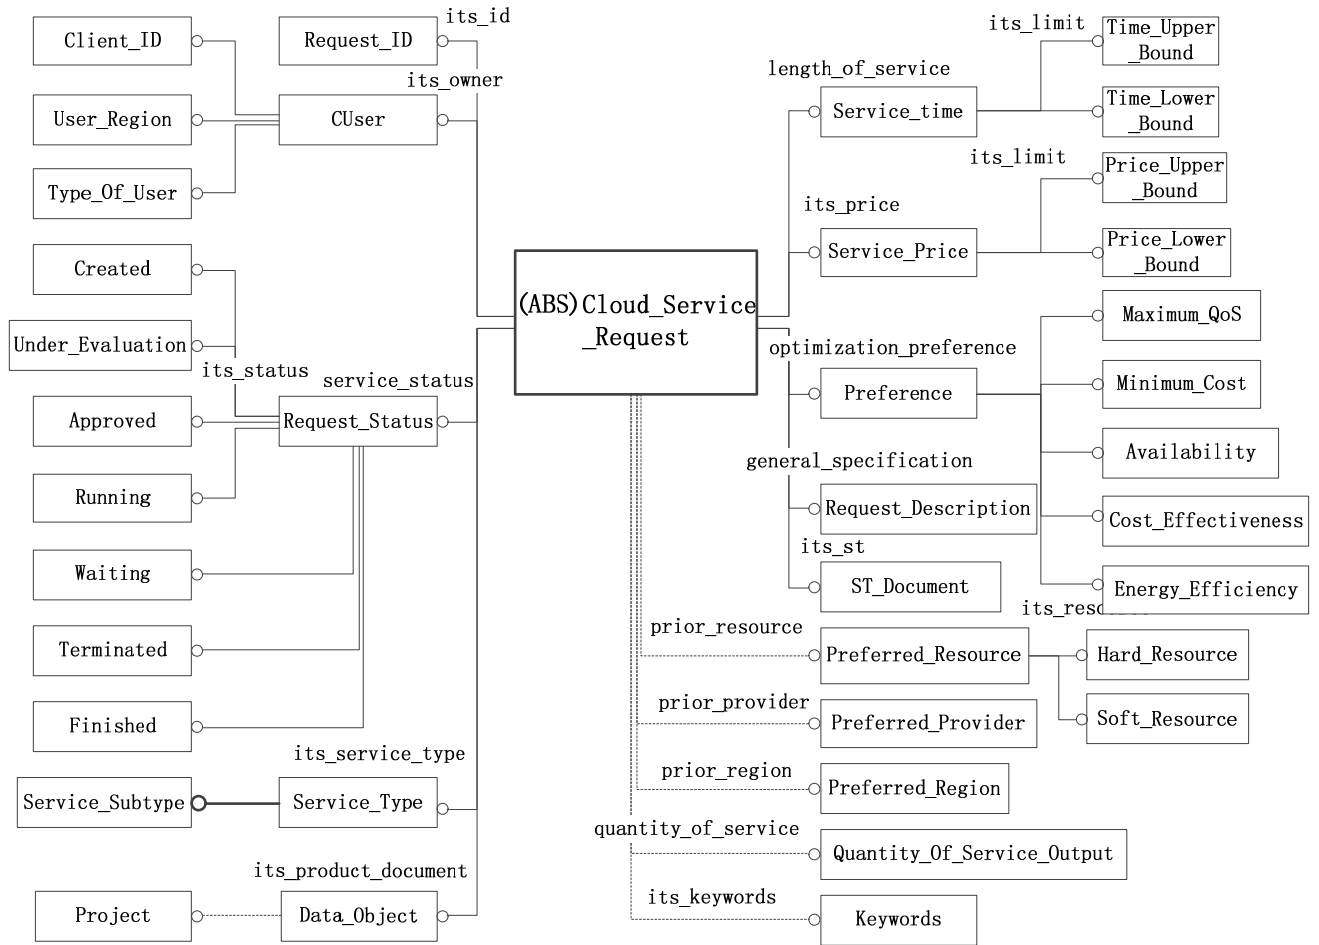 Client_ID
Request_ID
its_id
its_owner
User_Region
CUser
Type_Of_User
Created
Under_Evaluation
its_status
service_status
Approved
Request_Status
Running
Waiting
Terminated
Finished
its_service_type
Service_Subtype
Service_Type
its_product_document
Project
Data_Object
(ABS)Cloud_Service
_Request
its_limit
Time_Upper
_Bound
length_of_service
Service_time
Time_Lower
_Bound
its_limit
Price_Upper
_Bound
its_price
Service_Price
Price_Lower
_Bound
Maximum_QoS
optimization_preference
Preference
Minimum_Cost
Availability
general_specification
Request_Description
Cost_Effectiveness
its_st
ST_Document
Energy_Efficiency
its_resource
prior_resource
Preferred_Resource
Hard_Resource
prior_provider
Preferred_Provider
Soft_Resource
prior_region
Preferred_Region
quantity_of_service
Quantity_Of_Service_Output
its_keywords
Keywords